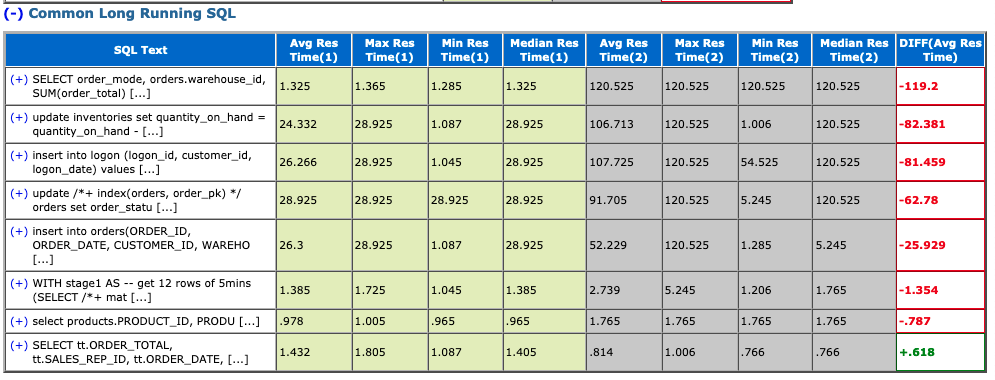 (-) Common Long Running SQL
SQL Text
Avg Res Time(1)
Max Res Time(1)
Min Res Time(1)
Median Res Time(1)
Avg Res Time(2)
Max Res Time(2)
Min Res Time(2)
Median Res Time(2)
DIFF(Avg Res Time)
(+) SELECT order_mode, orders.warehouse_id,
SUM(order_total) [...]
1.325 1.365 1.285 1.325 120.525 120.525 120.525 120.525 -119.2
(+) update inventories set quantity_on_hand =
quantity_on_hand - [...]
24.332 28.925 1.087 28.925 106.713 120.525 1.006 120.525 -82.381
(+) insert into logon (logon_id, customer_id,
logon_date) values [...]
26.266 28.925 1.045 28.925 107.725 120.525 54.525 120.525 -81.459
(+) update /*+ index(orders, order_pk) */
orders set order_statu [...]
28.925 28.925 28.925 28.925 91.705 120.525 5.245 120.525 -62.78
(+) insert into orders(ORDER_ID,
ORDER_DATE, CUSTOMER_ID, WAREHO
[...]
26.3 28.925 1.087 28.925 52.229 120.525 1.285 5.245 -25.929
(+) WITH stage1 AS -- get 12 rows of 5mins
(SELECT /*+ mat [...]
1.385 1.725 1.045 1.385 2.739 5.245 1.206 1.765 -1.354
(+) select products.PRODUCT_ID, PRODU [...]
.978 1.005 .965 .965 1.765 1.765 1.765 1.765 -.787
(+) SELECT tt.ORDER_TOTAL,
tt.SALES_REP_ID, tt.ORDER_DATE, [...]
1.432 1.805 1.087 1.405 .814 1.006 .766 .766 +.618